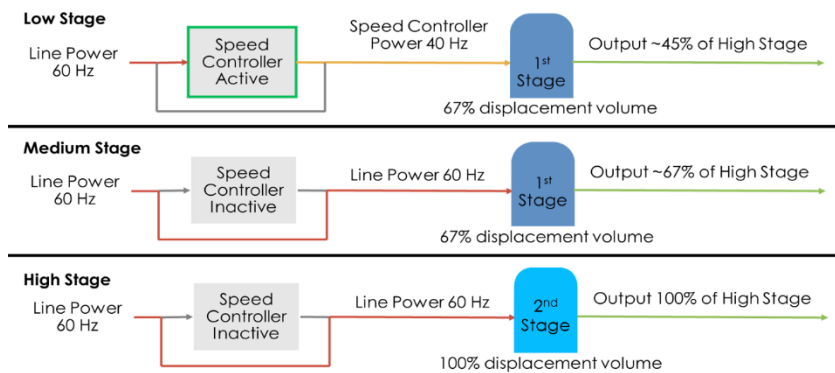 Low Stage
Line Power
60 Hz
Speed
Controller
Active
Speed Controller
Power 40 Hz
1st
Stage
67% displacement volume
Output ~45% of High Stage
Medium Stage
Line Power
60 Hz
Speed
Controller
Inactive
Line Power 60 Hz
1st
Stage
67% displacement volume
Output ~67% of High Stage
High Stage
Line Power
60 Hz
Speed
Controller
Inactive
Line Power 60 Hz
2nd
Stage
100% displacement volume
Output 100% of High Stage